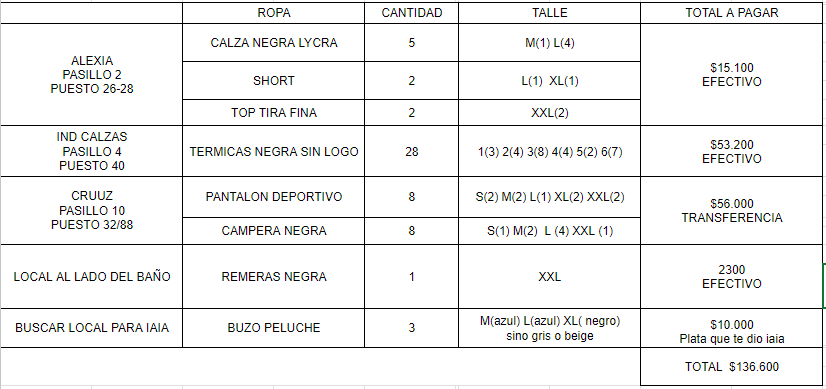 ROPA CANTIDAD TALLE TOTAL A PAGAR
ALEXIA
PASILLO 2
PUESTO 26-28
CALZA NEGRA LYCRA 5 M(1) L(4)
SHORT 2 L(1) XL(1)
TOP TIRA FINA 2 XXL(2)
$15.100
EFECTIVO
IND CALZAS
PASILLO 4
PUESTO 40
TERMICAS NEGRA SIN LOGO 28 1(3) 2(4) 3(8) 4(4) 5(2) 6(7)
$53.200
EFECTIVO
CRUUZ
PASILLO 10
PUESTO 32/88
PANTALON DEPORTIVO 8 S(2) M(2) L(1) XL(2) XXL(2)
CAMPERA NEGRA 8 S(1) M(2) L (4) XXL (1)
$56.000
TRANSFERENCIA
LOCAL AL LADO DEL BAÑO REMERAS NEGRA 1 XXL
2300
EFECTIVO
BUSCAR LOCAL PARA IAIA BUZO PELUCHE 3
M(azul) L(azul) XL( negro)
sino gris o beige
$10.000
Plata que te dio iaia
TOTAL $136.600